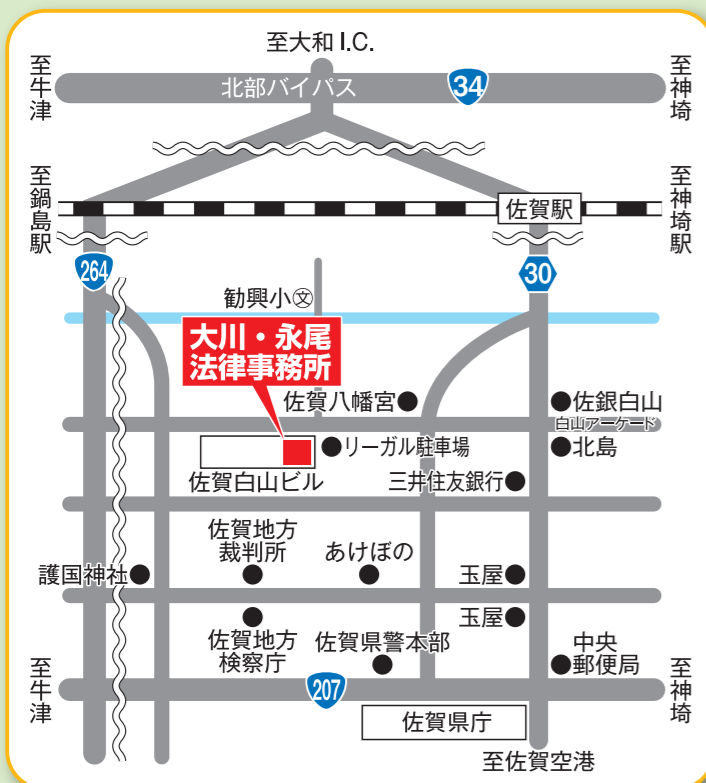 至大和 I.C.
至牛津
北部バイパス
34
至神埼
至鍋島駅
佐賀駅
至神埼駅
264
30
勧興小㊫
大川・永尾
法律事務所
佐賀八幡宮
佐銀白山
白山アーケード
リーガル駐車場
北島
佐賀白山ビル
三井住友銀行
佐賀地方
裁判所
あけぼの
護国神社
玉屋
玉屋
佐賀地方
検察庁
佐賀県警本部
中央
郵便局
至牛津
207
至神埼
佐賀県庁
至佐賀空港